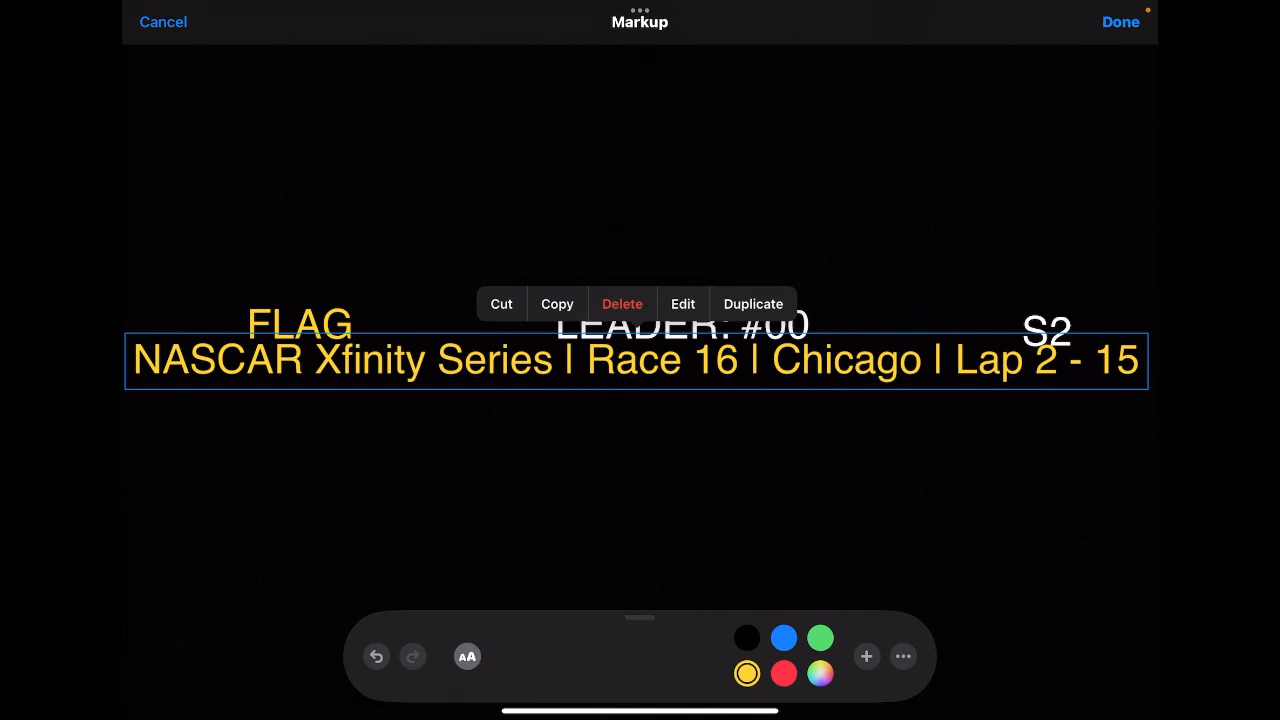 Cancel Markup Done
Cut Copy Delete Edit Duplicate
FLAG LEADER: #00 S2
NASCAR Xfinity Series | Race 16 | Chicago | Lap 2 - 15
AA